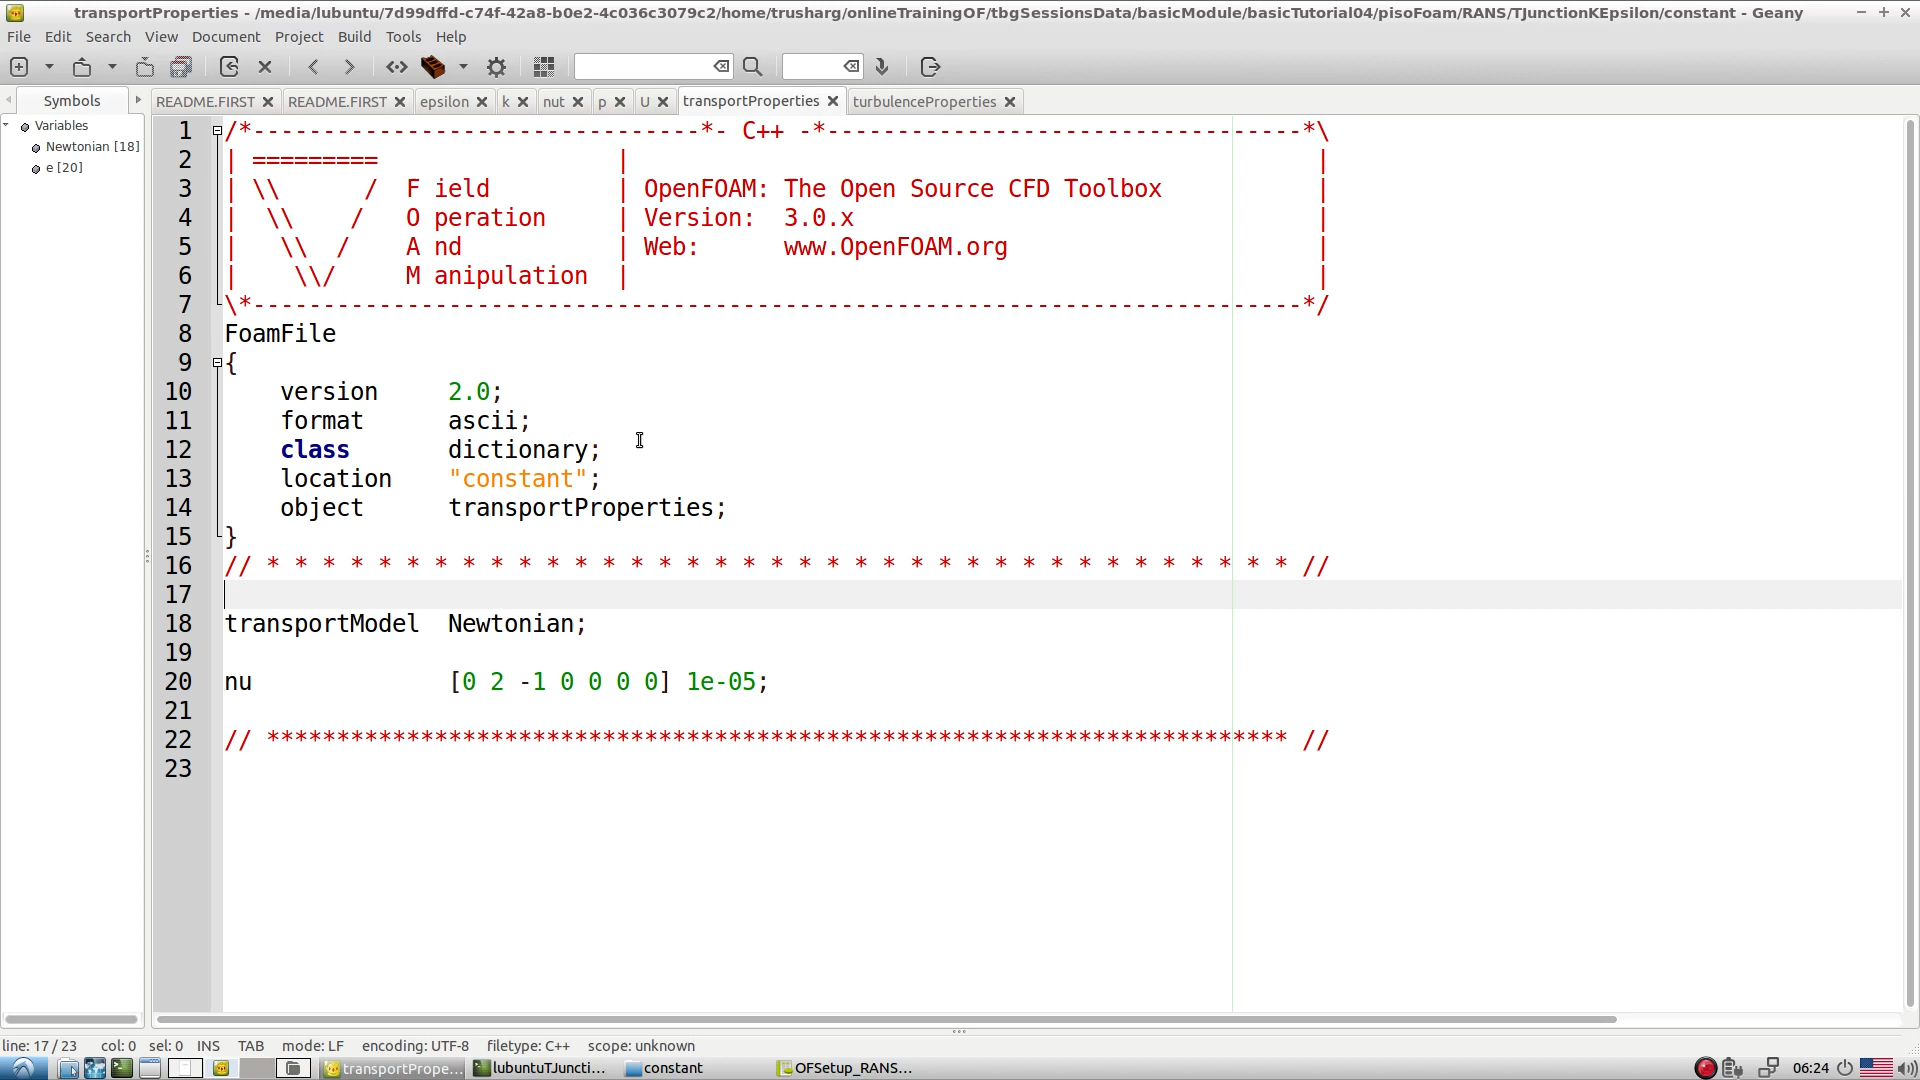 transportProperties - /media/lubuntu/7d99dffd-c74f-42a8-b0e2-4c036c3079c2/home/trusharg/onlineTrainingOF/tbgSessionsData/basicModule/basicTutorial04/pisoFoam/RANS/TJunctionKEpsilon/constant - Geany
File Edit Search View Document Project Build Tools Help
Symbols README.FIRST README.FIRST epsilon k nut p U transportProperties turbulenceProperties
Variables
Newtonian [18]
e [20]
1 /*--------------------------------*- C++ -*----------------------------------*\
2 | =========                 |                                                 |
3 | \\      /  F ield         | OpenFOAM: The Open Source CFD Toolbox           |
4 |  \\    /   O peration     | Version:  3.0.x                                 |
5 |   \\  /    A nd           | Web:      www.OpenFOAM.org                      |
6 |    \\/     M anipulation  |                                                 |
7 \*---------------------------------------------------------------------------*/
8 FoamFile
9 {
10     version     2.0;
11     format      ascii;
12     class       dictionary;
13     location    "constant";
14     object      transportProperties;
15 }
16 // * * * * * * * * * * * * * * * * * * * * * * * * * * * * * * * * * * * * * //
17
18 transportModel  Newtonian;
19
20 nu              [0 2 -1 0 0 0 0] 1e-05;
21
22 // ************************************************************************* //
23
line: 17 / 23 col: 0 sel: 0 INS TAB mode: LF encoding: UTF-8 filetype: C++ scope: unknown
transportPrope... lubuntuTJuncti... constant OFSetup_RANS... 06:24